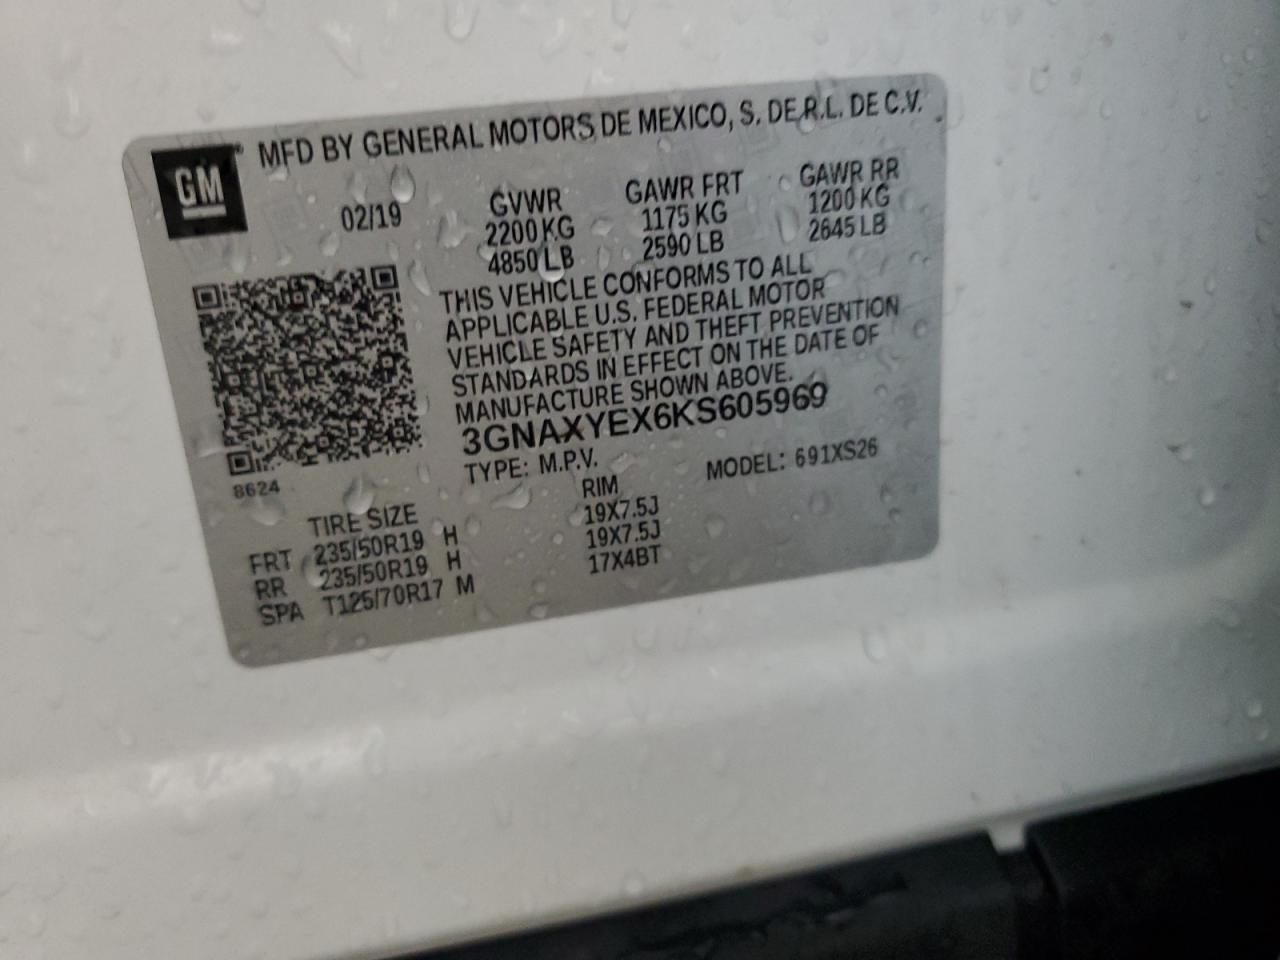 GM
MFD BY GENERAL MOTORS DE MEXICO, S. DE R.L. DE C.V.
02/19 GVWR GAWR FRT GAWR RR
2200 KG 1175 KG 1200 KG
4850 LB 2590 LB 2645 LB
THIS VEHICLE CONFORMS TO ALL
APPLICABLE U.S. FEDERAL MOTOR
VEHICLE SAFETY AND THEFT PREVENTION
STANDARDS IN EFFECT ON THE DATE OF
MANUFACTURE SHOWN ABOVE.
3GNAXYEX6KS605969
TYPE: M.P.V. MODEL: 691XS26
8624
TIRE SIZE RIM
FRT 235/50R19 H 19X7.5J
RR 235/50R19 H 19X7.5J
SPA T125/70R17 M 17X4BT